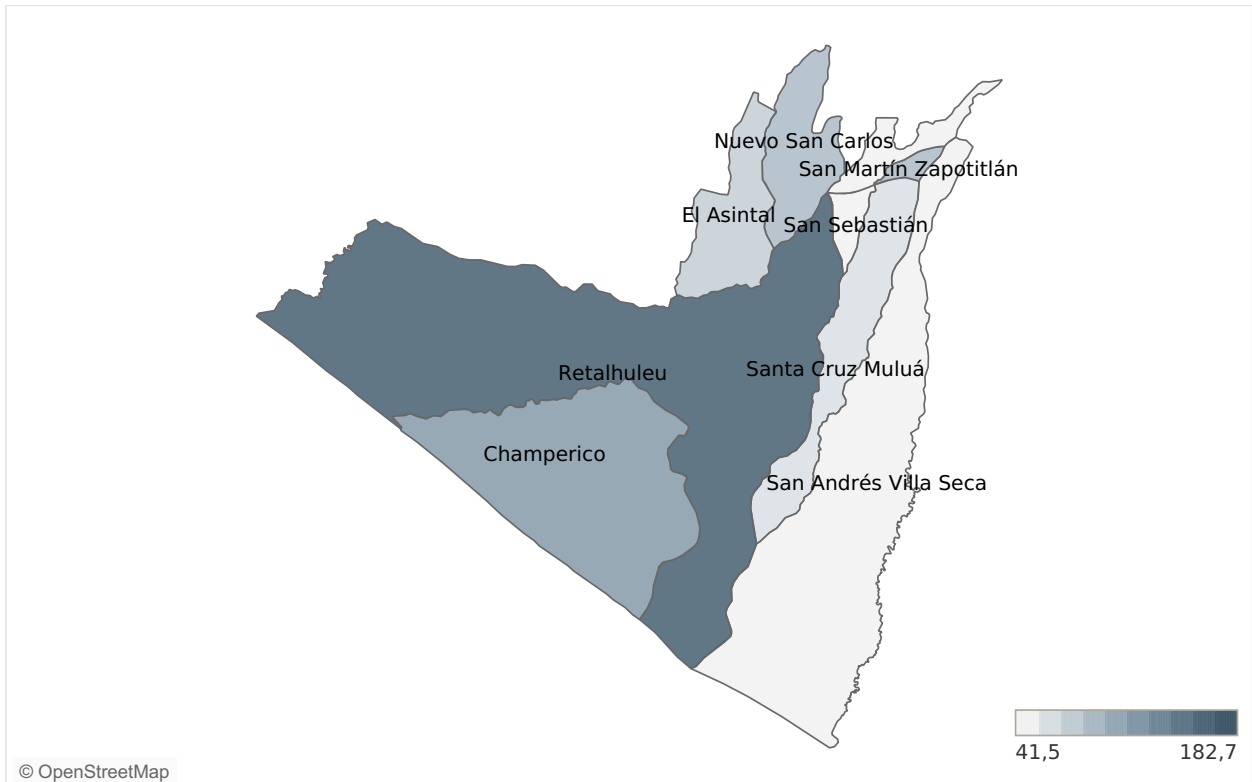 Nuevo San Carlos
San Martín Zapotitlán
El Asintal
San Sebastián
Santa Cruz Muluá
Retalhuleu
Champerico
San Andrés Villa Seca
41,5 182,7
© OpenStreetMap